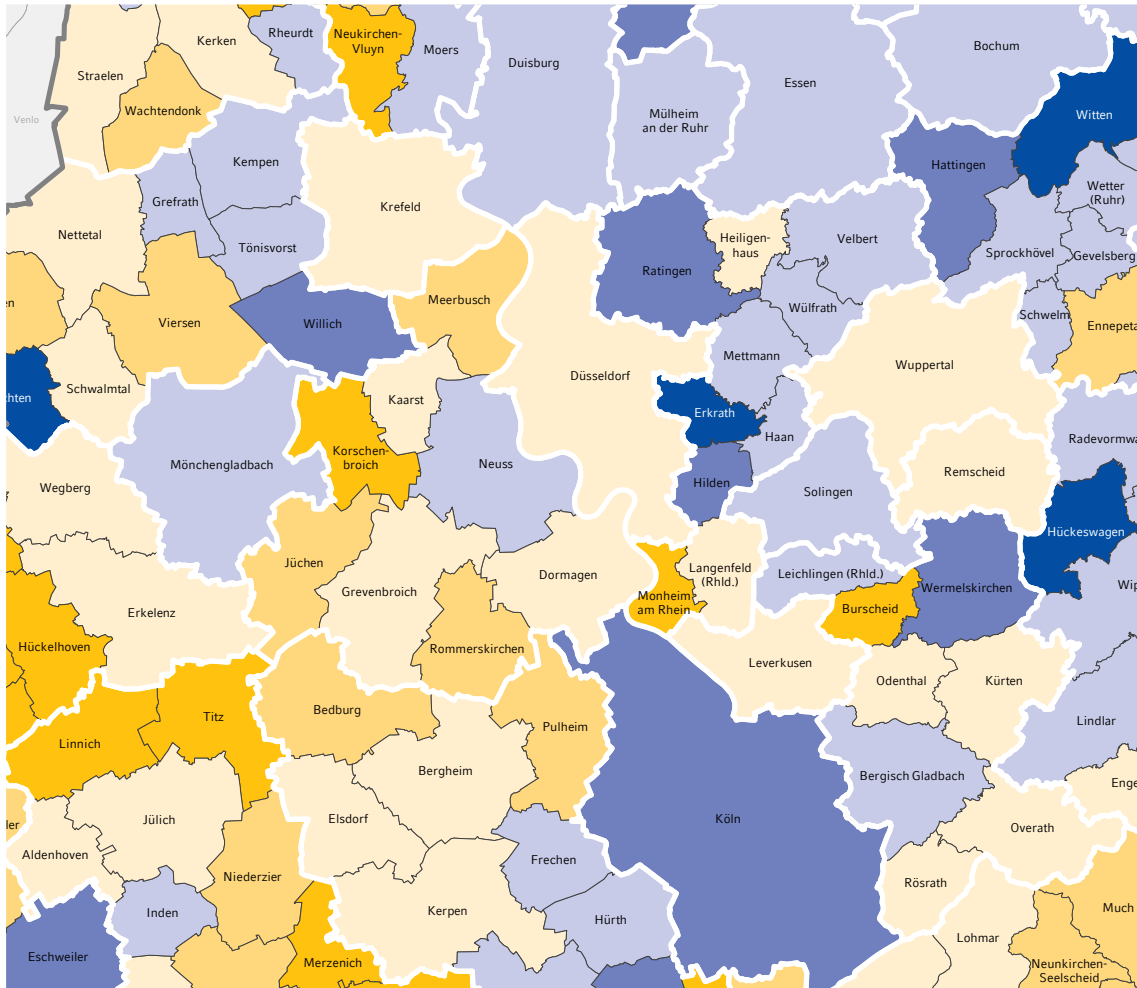 Kerken
Rheurdt
Neukirchen-
Vluyn
Moers
Duisburg
Essen
Bochum
Straelen
Wachtendonk
Venlo
Mülheim
an der Ruhr
Witten
Kempen
Hattingen
Grefrath
Krefeld
Wetter
(Ruhr)
Nettetal
Tönisvorst
Heiligen-
haus
Velbert
Sprockhövel
Gevelsberg
Ratingen
Meerbusch
en
Viersen
Willich
Wülfrath
Schwelm
Ennepeta
Mettmann
Wuppertal
Düsseldorf
Schwalmtal
chten
Kaarst
Erkrath
Haan
Radevormwa
Korschen-
broich
Mönchengladbach
Neuss
Remscheid
Wegberg
Hilden
Solingen
Hückeswagen
Jüchen
Dormagen
Langenfeld
(Rhld.)
Leichlingen (Rhld.)
Wermelskirchen
Wip
Grevenbroich
Monheim
am Rhein
Burscheid
Erkelenz
Hückelhoven
Rommerskirchen
Leverkusen
Odenthal
Kürten
Bedburg
Titz
Pulheim
Lindlar
Linnich
Bergheim
Bergisch Gladbach
Enge
Elsdorf
Köln
Jülich
Overath
ler
Aldenhoven
Frechen
Niederzier
Rösrath
Inden
Kerpen
Hürth
Much
Lohmar
Eschweiler
Merzenich
Neunkirchen-
Seelscheid